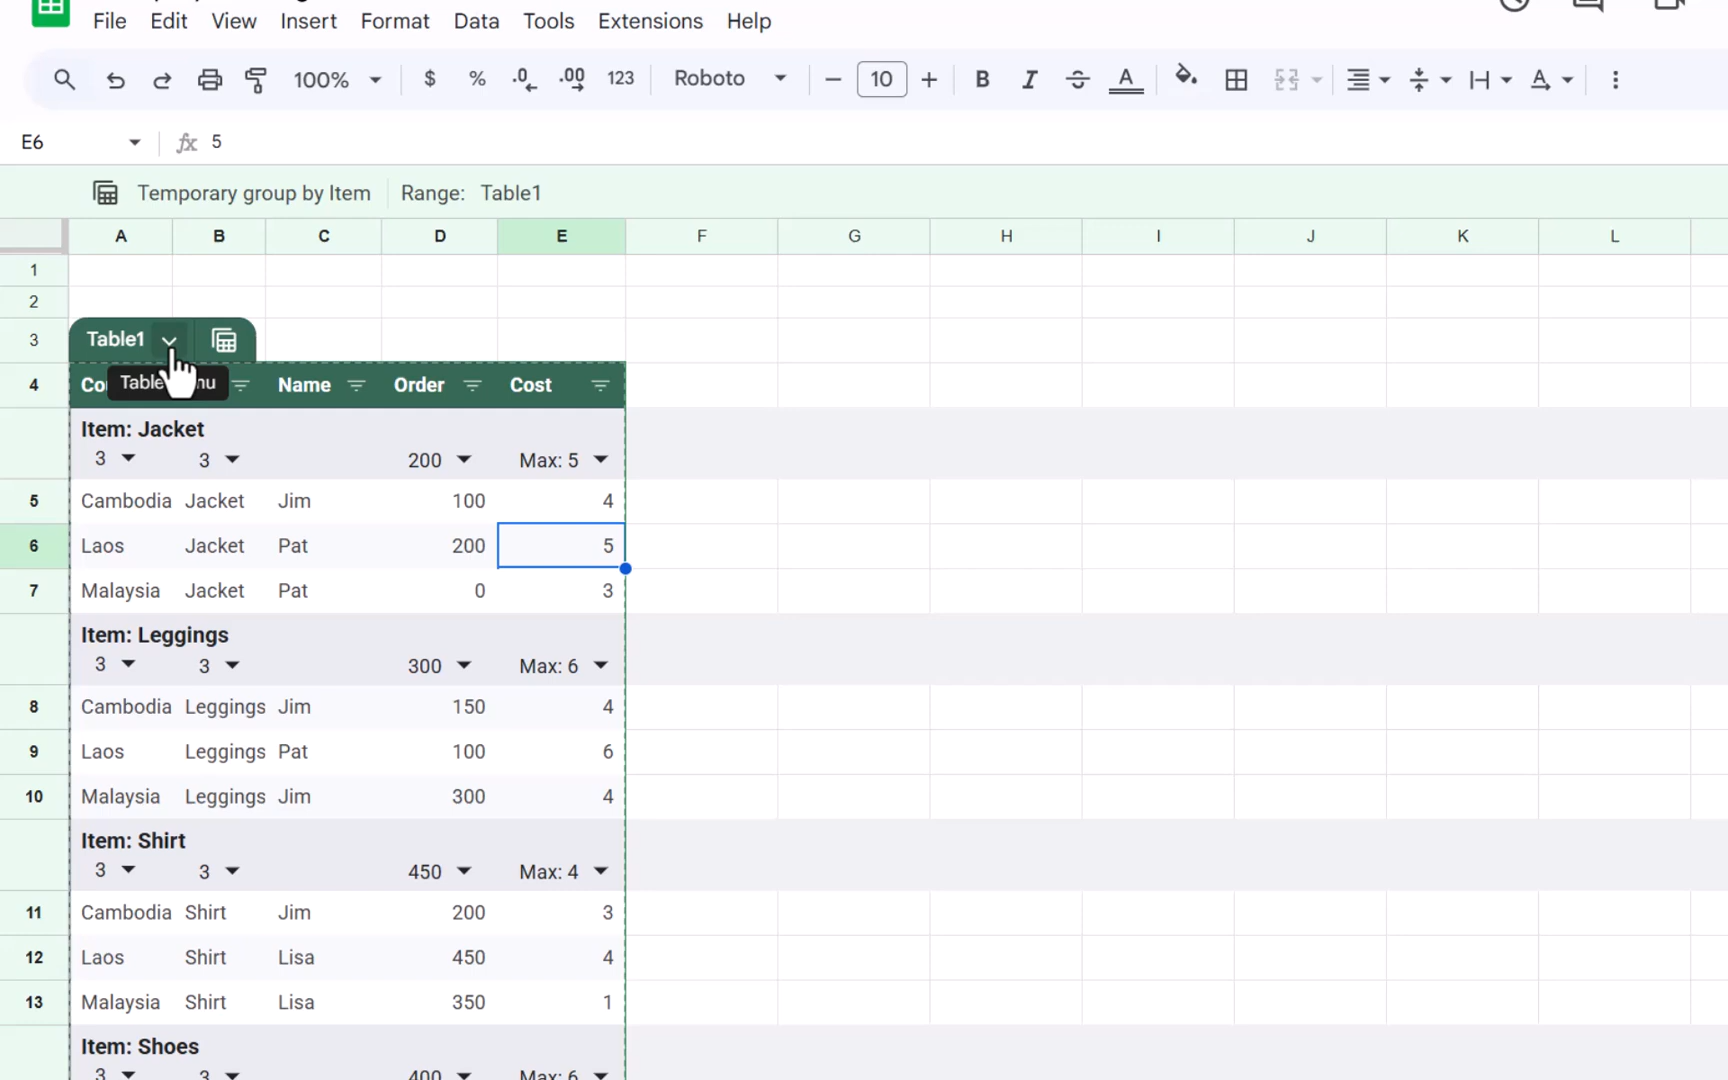 File Edit View Insert Format Data Tools Extensions Help
100% $ % .0 .00 123 Roboto 10 B I S A
E6 fx 5
Temporary group by Item Range: Table1
A B C D E F G H I J K L
1
2
3 Table1
Table
4 Name Order Cost
Item: Jacket
3 3 200 Max: 5
5 Cambodia Jacket Jim 100 4
6 Laos Jacket Pat 200 5
7 Malaysia Jacket Pat 0 3
Item: Leggings
3 3 300 Max: 6
8 Cambodia Leggings Jim 150 4
9 Laos Leggings Pat 100 6
10 Malaysia Leggings Jim 300 4
Item: Shirt
3 3 450 Max: 4
11 Cambodia Shirt Jim 200 3
12 Laos Shirt Lisa 450 4
13 Malaysia Shirt Lisa 350 1
Item: Shoes
3 3 400 Max: 6